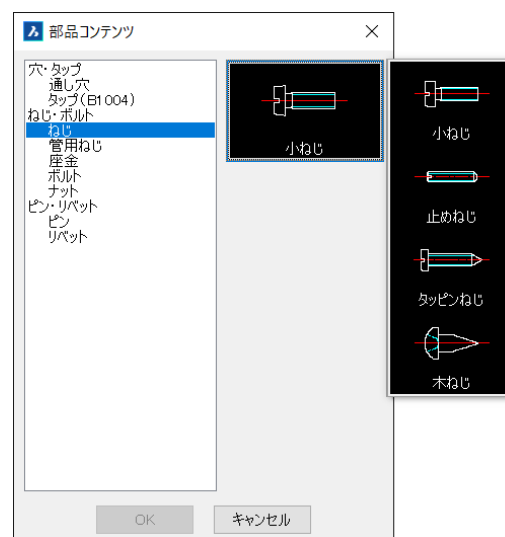 部品コンテンツ
穴・タップ
通し穴
タップ(B1004)
ねじ・ボルト
ねじ
管用ねじ
座金
ボルト
ナット
ピン・リベット
ピン
リベット
小ねじ
小ねじ
止めねじ
タッピンねじ
木ねじ
OK
キャンセル